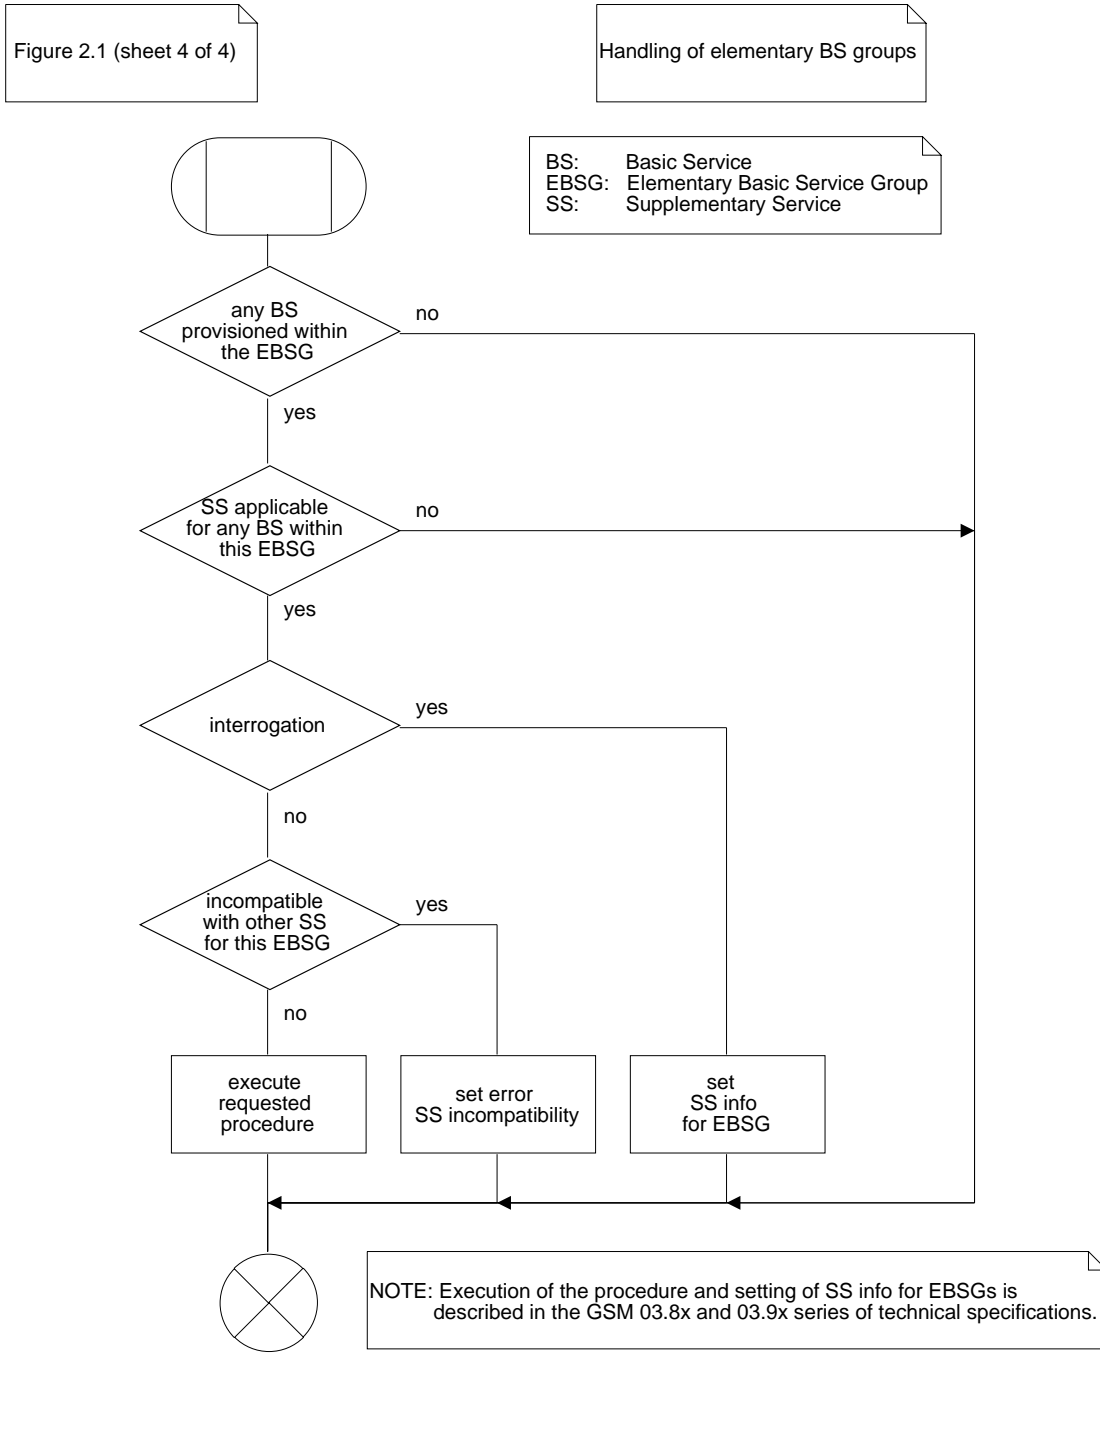 Figure 2.1 (sheet 4 of 4)
Handling of elementary BS groups
BS: Basic Service
EBSG: Elementary Basic Service Group
SS: Supplementary Service
any BS
provisioned within
the EBSG
no
yes
SS applicable
for any BS within
this EBSG
no
yes
interrogation
yes
no
incompatible
with other SS
for this EBSG
yes
no
execute
requested
procedure
set error
SS incompatibility
set
SS info
for EBSG
NOTE: Execution of the procedure and setting of SS info for EBSGs is
described in the GSM 03.8x and 03.9x series of technical specifications.